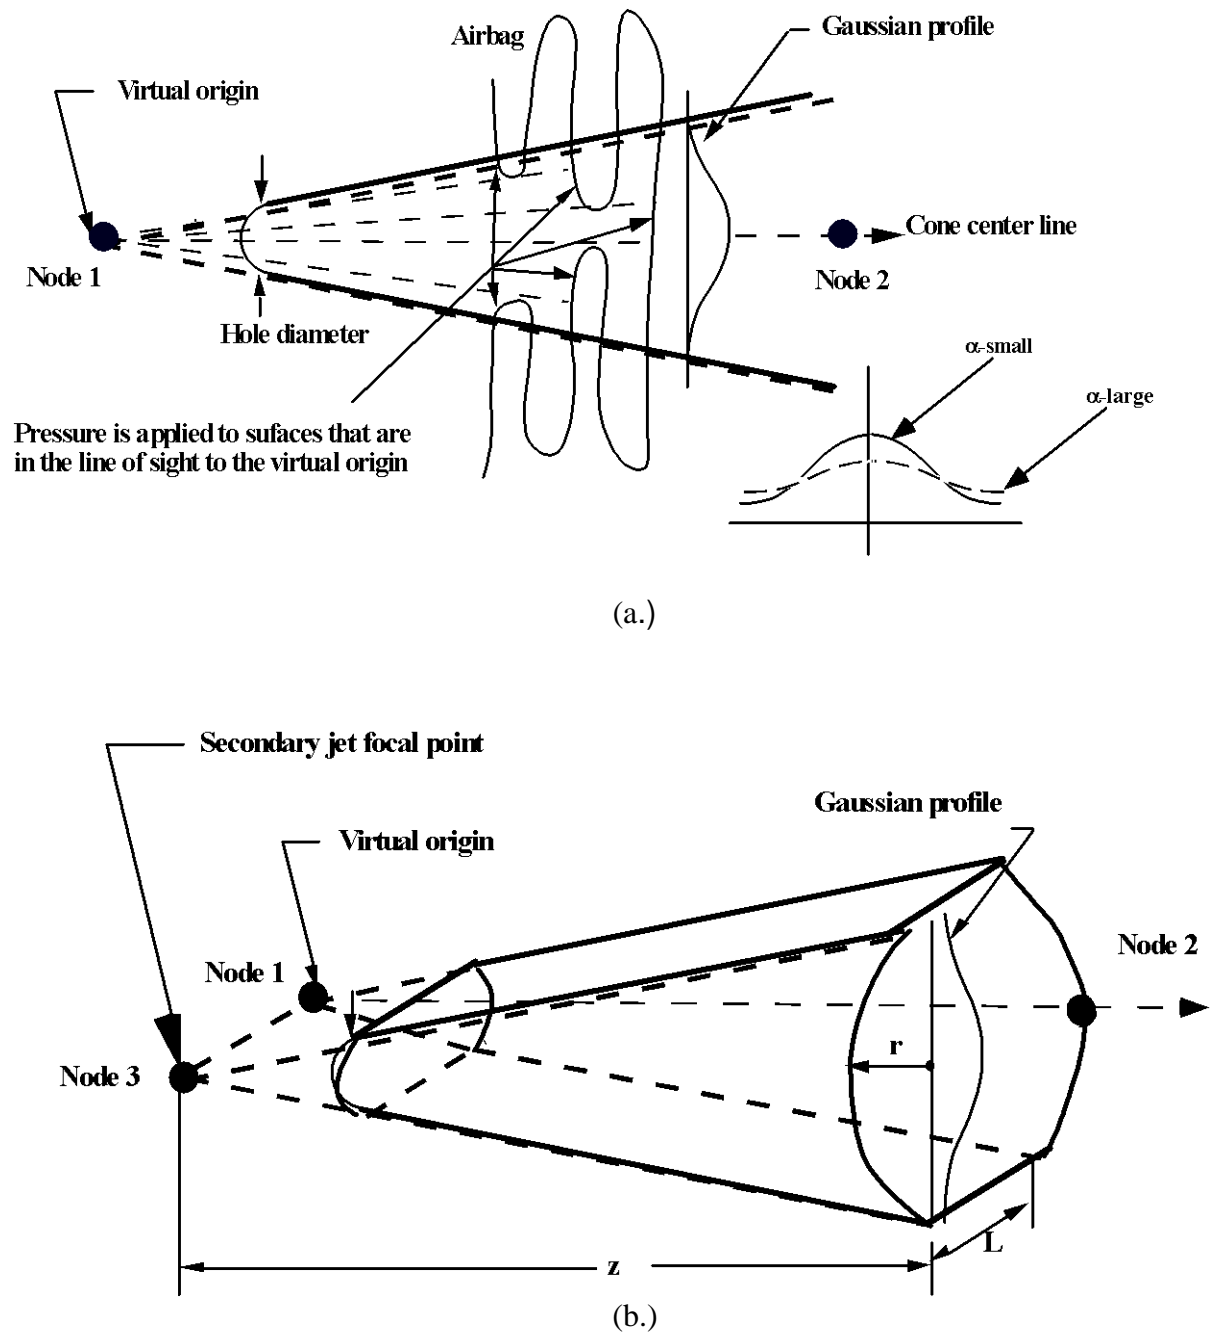 Airbag
Gaussian profile
Virtual origin
Cone center line
Node 1
Node 2
Hole diameter
α-small
α-large
Pressure is applied to sufaces that are
in the line of sight to the virtual origin
(a.)
Secondary jet focal point
Gaussian profile
Virtual origin
Node 2
Node 1
r
Node 3
L
z
(b.)